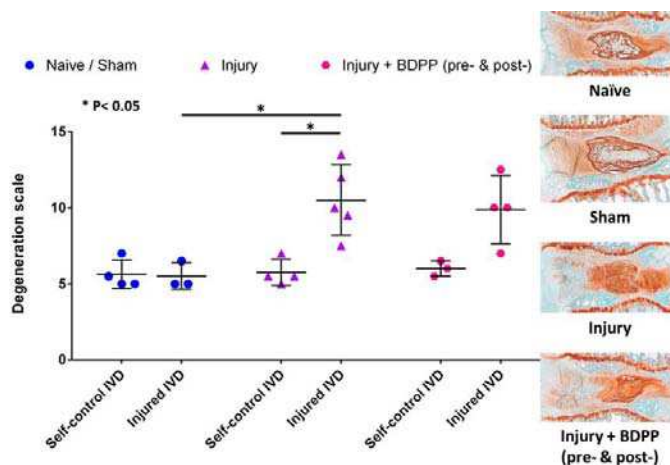 Naive / Sham
Injury
Injury + BDPP (pre- & post-)
* P< 0.05
*
*
Degeneration scale
15
10
5
0
Self-control IVD
Injured IVD
Self-control IVD
Injured IVD
Self-control IVD
Injured IVD
Naïve
Sham
Injury
Injury + BDPP
(pre- & post-)